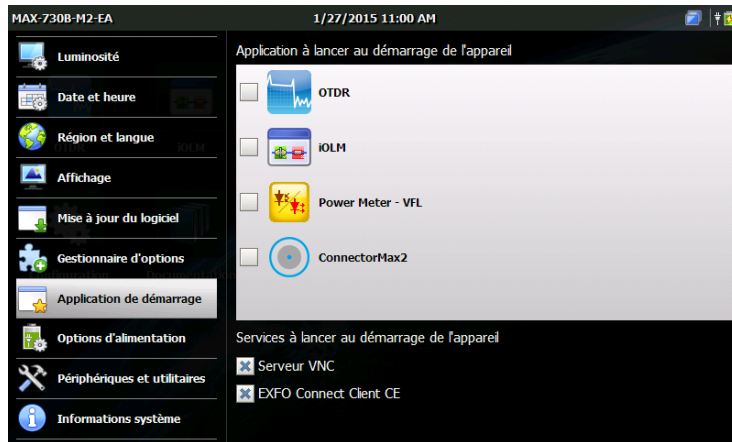 MAX-730B-M2-EA
1/27/2015 11:00 AM
Luminosité
Date et heure
Région et langue
Affichage
Mise à jour du logiciel
Gestionnaire d'options
Application de démarrage
Options d'alimentation
Périphériques et utilitaires
Informations système
Application à lancer au démarrage de l'appareil
OTDR
iOLM
Power Meter - VFL
ConnectorMax2
Services à lancer au démarrage de l'appareil
Serveur VNC
EXFO Connect Client CE